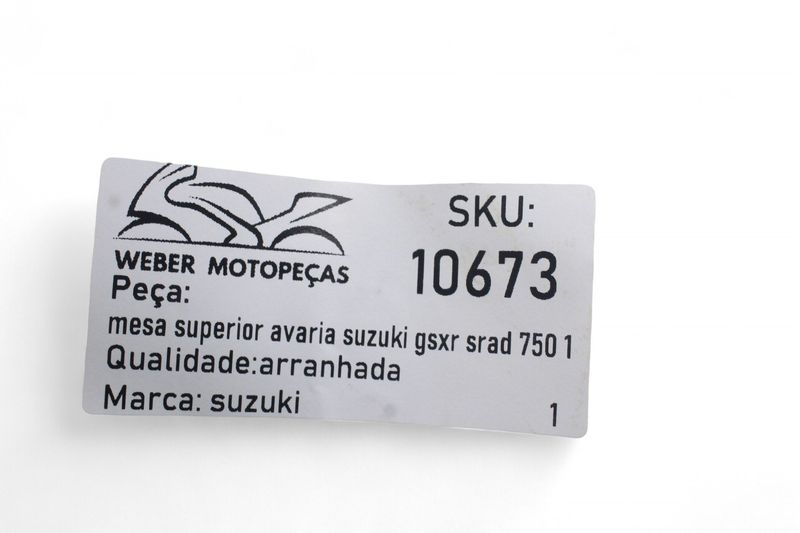 WEBER MOTOPEÇAS
SKU:
10673
Peça:
mesa superior avaria suzuki gsxr srad 750 1
Qualidade:arranhada
Marca: suzuki
1